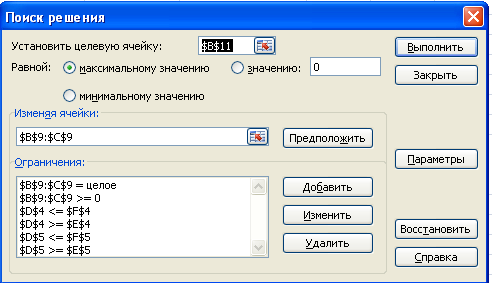 Поиск решения
Установить целевую ячейку: $B$11 Выполнить
Равной: максимальному значению значению: 0 Закрыть
минимальному значению
Изменяя ячейки:
$B$9:$C$9 Предположить
Ограничения: Параметры
$B$9:$C$9 = целое Добавить
$B$9:$C$9 >= 0
$D$4 <= $F$4 Изменить
$D$4 >= $E$4 Восстановить
$D$5 <= $F$5 Удалить
$D$5 >= $E$5 Справка